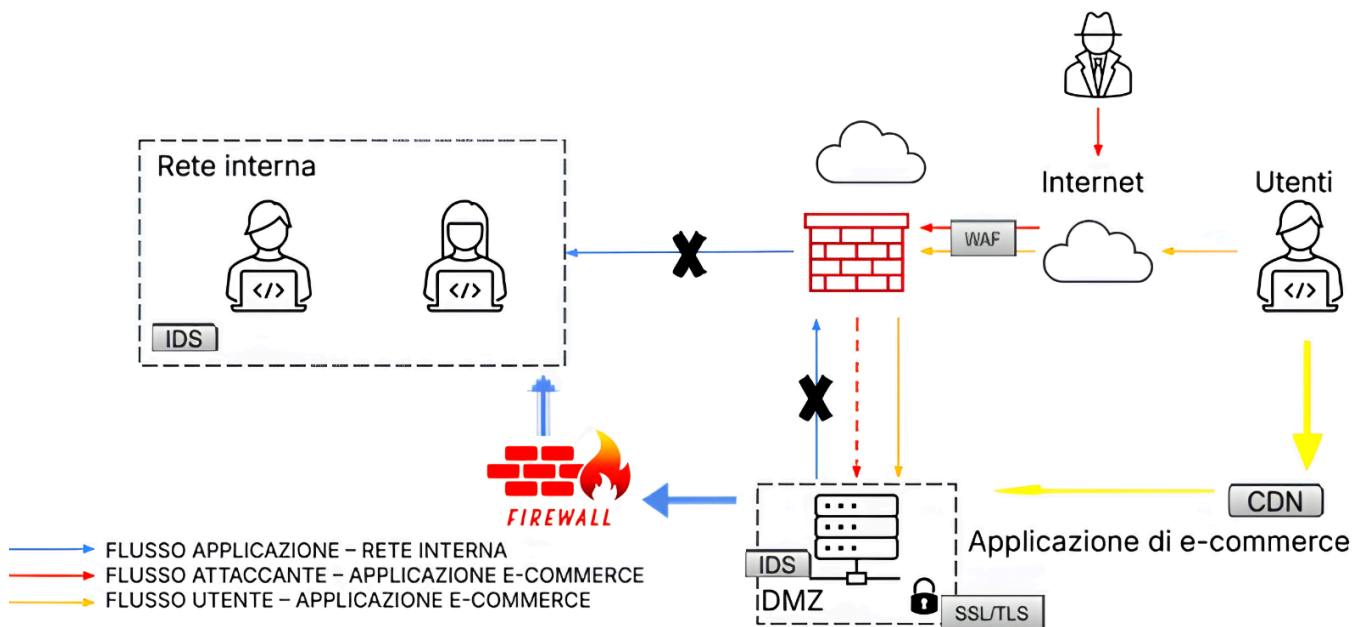 Rete interna
Internet
Utenti
WAF
</>
</>
</>
IDS
FIREWALL
CDN
Applicazione di e-commerce
IDS
DMZ
SSL/TLS
FLUSSO APPLICAZIONE – RETE INTERNA
FLUSSO ATTACCANTE – APPLICAZIONE E-COMMERCE
FLUSSO UTENTE – APPLICAZIONE E-COMMERCE